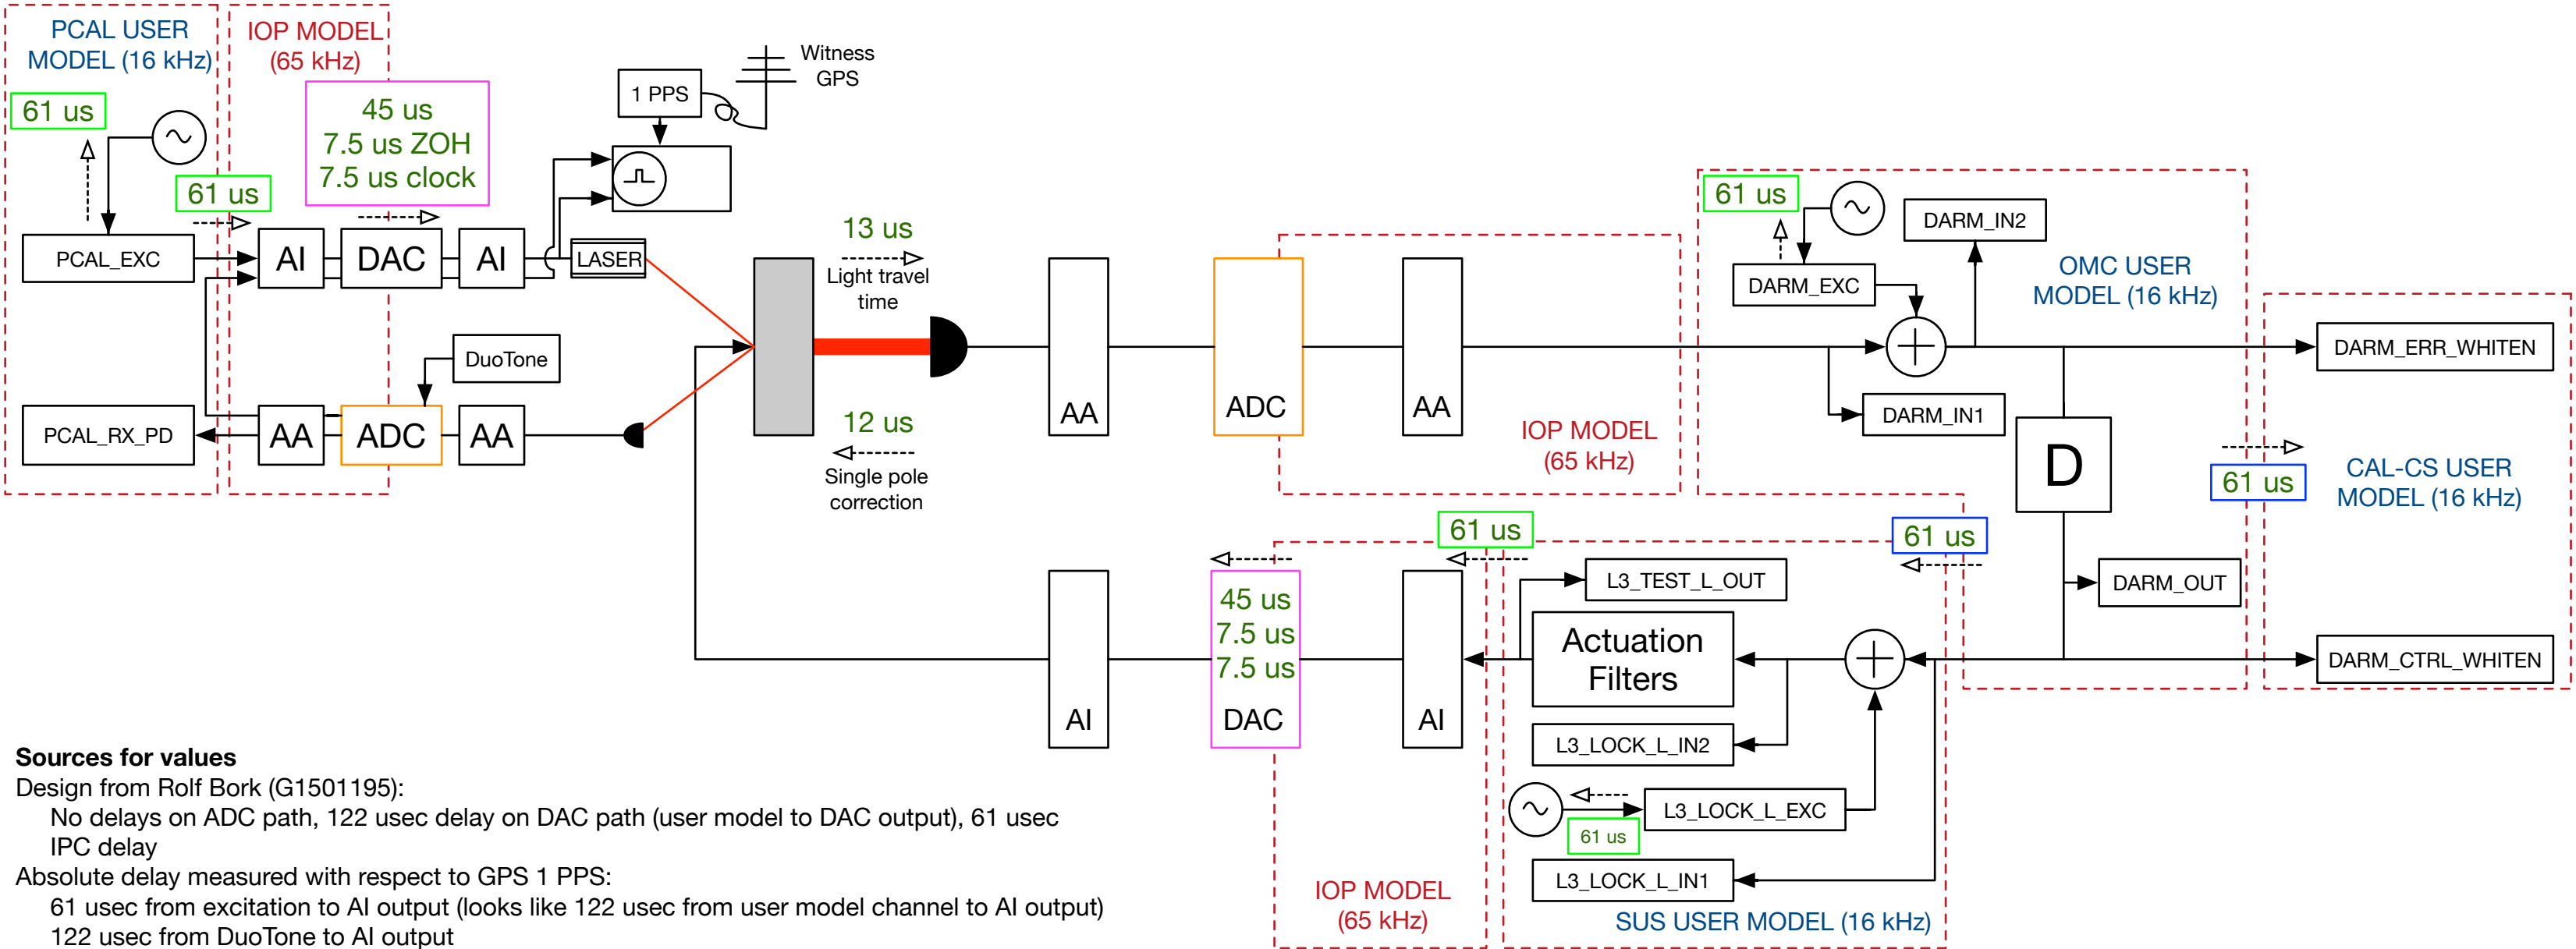 PCAL USER
MODEL (16 kHz)
IOP MODEL
(65 kHz)
61 us
45 us
7.5 us ZOH
7.5 us clock
61 us
1 PPS
Witness
GPS
PCAL_EXC
AI
DAC
AI
LASER
DuoTone
PCAL_RX_PD
AA
ADC
AA
13 us
Light travel
time
12 us
Single pole
correction
AA
ADC
AA
IOP MODEL
(65 kHz)
61 us
DARM_EXC
DARM_IN2
OMC USER
MODEL (16 kHz)
DARM_IN1
D
DARM_ERR_WHITEN
61 us
CAL-CS USER
MODEL (16 kHz)
DARM_OUT
DARM_CTRL_WHITEN
61 us
61 us
L3_TEST_L_OUT
Actuation
Filters
L3_LOCK_L_IN2
L3_LOCK_L_EXC
61 us
L3_LOCK_L_IN1
SUS USER MODEL (16 kHz)
AI
45 us
7.5 us
7.5 us
DAC
AI
IOP MODEL
(65 kHz)
Sources for values
Design from Rolf Bork (G1501195):
No delays on ADC path, 122 usec delay on DAC path (user model to DAC output), 61 usec
IPC delay
Absolute delay measured with respect to GPS 1 PPS:
61 usec from excitation to AI output (looks like 122 usec from user model channel to AI output)
122 usec from DuoTone to AI output